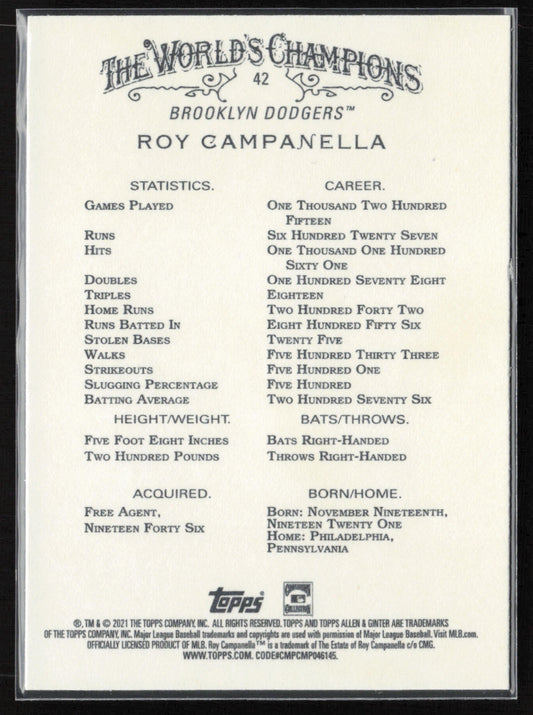 THE WORLD'S CHAMPIONS
42
BROOKLYN DODGERS™
ROY CAMPANELLA
STATISTICS. CAREER.
GAMES PLAYED ONE THOUSAND TWO HUNDRED
FIFTEEN
RUNS SIX HUNDRED TWENTY SEVEN
HITS ONE THOUSAND ONE HUNDRED
SIXTY ONE
DOUBLES ONE HUNDRED SEVENTY EIGHT
TRIPLES EIGHTEEN
HOME RUNS TWO HUNDRED FORTY TWO
RUNS BATTED IN EIGHT HUNDRED FIFTY SIX
STOLEN BASES TWENTY FIVE
WALKS FIVE HUNDRED THIRTY THREE
STRIKEOUTS FIVE HUNDRED ONE
SLUGGING PERCENTAGE FIVE HUNDRED
BATTING AVERAGE TWO HUNDRED SEVENTY SIX
HEIGHT/WEIGHT. BATS/THROWS.
FIVE FOOT EIGHT INCHES BATS RIGHT-HANDED
TWO HUNDRED POUNDS THROWS RIGHT-HANDED
ACQUIRED. BORN/HOME.
FREE AGENT, BORN: NOVEMBER NINETEENTH,
NINETEEN FORTY SIX NINETEEN TWENTY ONE
HOME: PHILADELPHIA,
PENNSYLVANIA
Topps
®, TM & © 2021 THE TOPPS COMPANY, INC. ALL RIGHTS RESERVED. TOPPS AND TOPPS ALLEN & GINTER ARE TRADEMARKS
OF THE TOPPS COMPANY, INC. Major League Baseball trademarks and copyrights are used with permission of Major League Baseball. Visit MLB.com.
OFFICIALLY LICENSED PRODUCT OF MLB. Roy Campanella™ is a trademark of The Estate of Roy Campanella c/o CMG.
WWW.TOPPS.COM. CODE#CMPCMP046145.